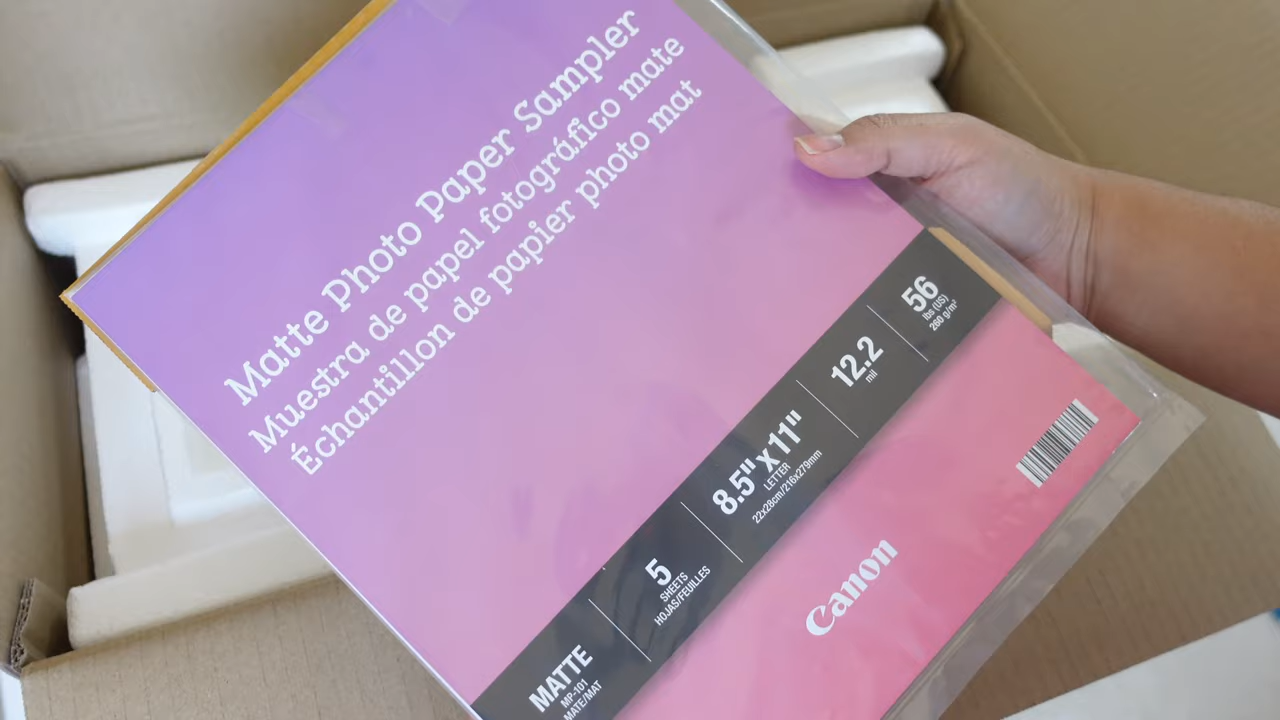 Matte Photo Paper Sampler
Muestra de papel fotográfico mate
Échantillon de papier photo mat
MATTE
MP-101
MATE/MAT
5
SHEETS
HOJAS/FEUILLES
8.5"X11"
LETTER
22x28cm/216x279mm
12.2
mil
56
lbs (US)
260 g/m²
Canon